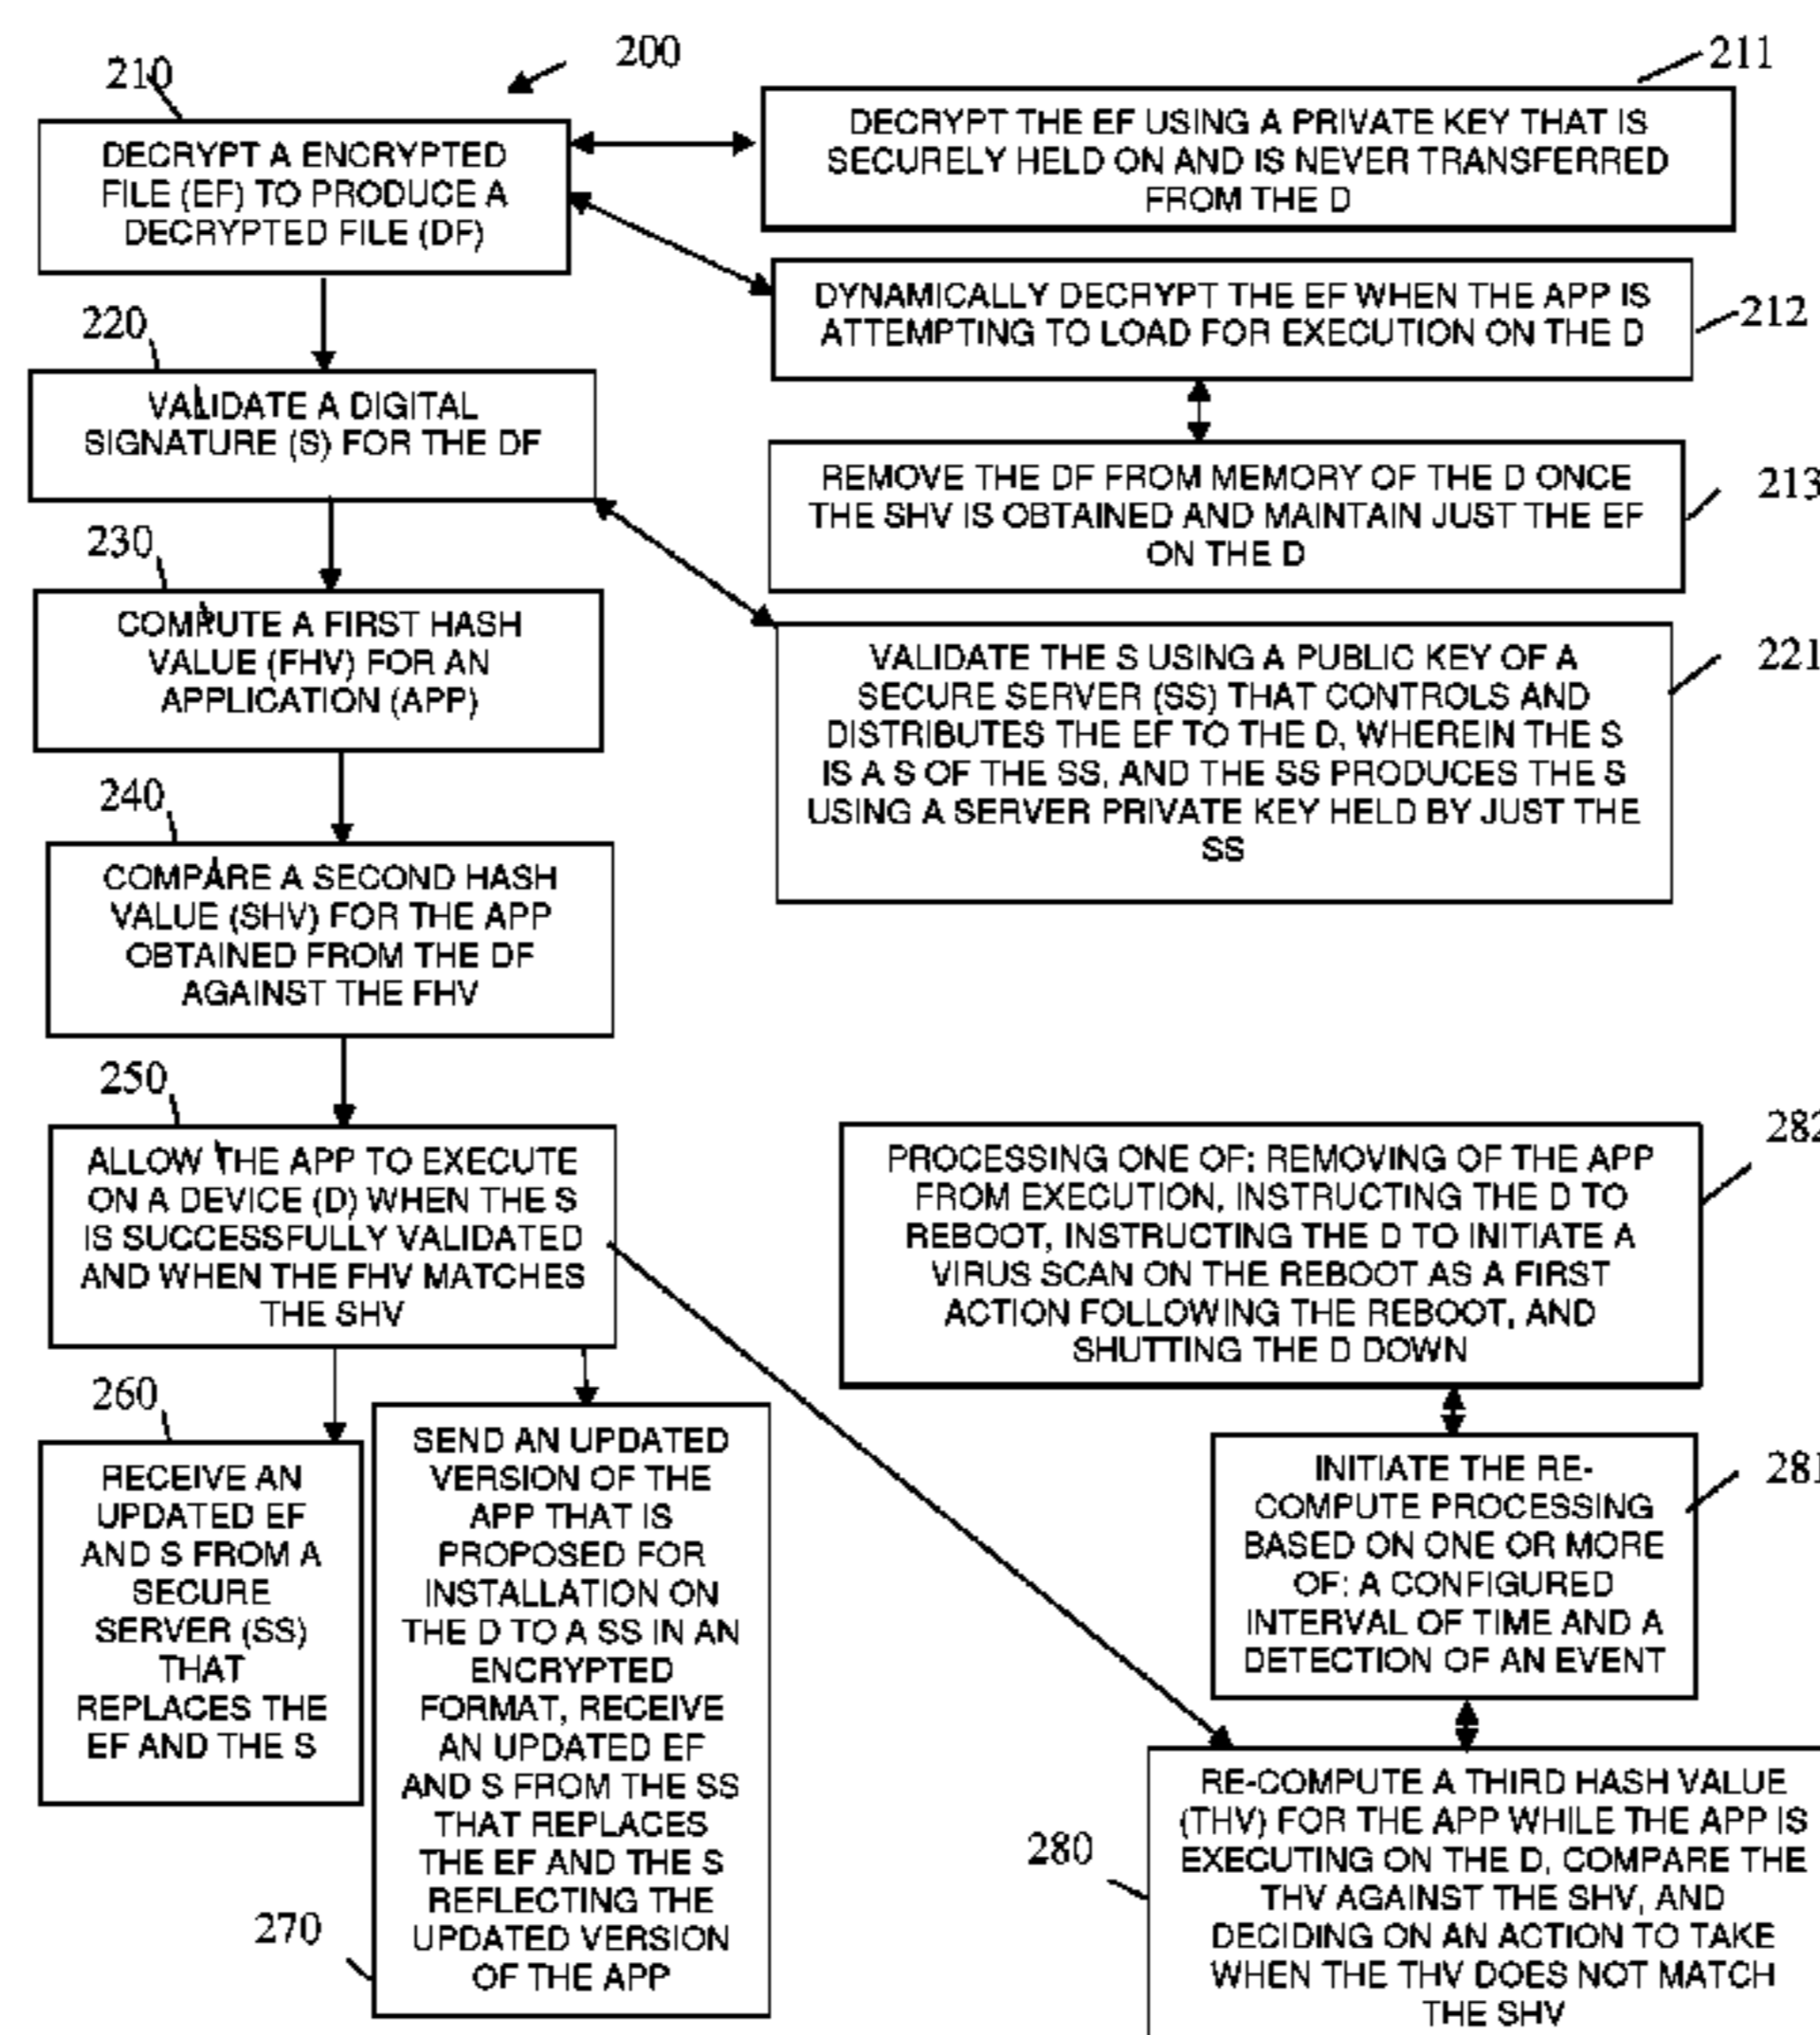 200
210
DECRYPT A ENCRYPTED
FILE (EF) TO PRODUCE A
DECRYPTED FILE (DF)
211
DECRYPT THE EF USING A PRIVATE KEY THAT IS
SECURELY HELD ON AND IS NEVER TRANSFERRED
FROM THE D
212
DYNAMICALLY DECRYPT THE EF WHEN THE APP IS
ATTEMPTING TO LOAD FOR EXECUTION ON THE D
213
REMOVE THE DF FROM MEMORY OF THE D ONCE
THE SHV IS OBTAINED AND MAINTAIN JUST THE EF
ON THE D
220
VALIDATE A DIGITAL
SIGNATURE (S) FOR THE DF
221
VALIDATE THE S USING A PUBLIC KEY OF A
SECURE SERVER (SS) THAT CONTROLS AND
DISTRIBUTES THE EF TO THE D, WHEREIN THE S
IS A S OF THE SS, AND THE SS PRODUCES THE S
USING A SERVER PRIVATE KEY HELD BY JUST THE
SS
230
COMPUTE A FIRST HASH
VALUE (FHV) FOR AN
APPLICATION (APP)
240
COMPARE A SECOND HASH
VALUE (SHV) FOR THE APP
OBTAINED FROM THE DF
AGAINST THE FHV
250
ALLOW THE APP TO EXECUTE
ON A DEVICE (D) WHEN THE S
IS SUCCESSFULLY VALIDATED
AND WHEN THE FHV MATCHES
THE SHV
260
RECEIVE AN
UPDATED EF
AND S FROM A
SECURE
SERVER (SS)
THAT
REPLACES THE
EF AND THE S
270
SEND AN UPDATED
VERSION OF THE
APP THAT IS
PROPOSED FOR
INSTALLATION ON
THE D TO A SS IN AN
ENCRYPTED
FORMAT, RECEIVE
AN UPDATED EF
AND S FROM THE SS
THAT REPLACES
THE EF AND THE S
REFLECTING THE
UPDATED VERSION
OF THE APP
282
PROCESSING ONE OF: REMOVING OF THE APP
FROM EXECUTION, INSTRUCTING THE D TO
REBOOT, INSTRUCTING THE D TO INITIATE A
VIRUS SCAN ON THE REBOOT AS A FIRST
ACTION FOLLOWING THE REBOOT, AND
SHUTTING THE D DOWN
281
INITIATE THE RE-
COMPUTE PROCESSING
BASED ON ONE OR MORE
OF: A CONFIGURED
INTERVAL OF TIME AND A
DETECTION OF AN EVENT
280
RE-COMPUTE A THIRD HASH VALUE
(THV) FOR THE APP WHILE THE APP IS
EXECUTING ON THE D, COMPARE THE
THV AGAINST THE SHV, AND
DECIDING ON AN ACTION TO TAKE
WHEN THE THV DOES NOT MATCH
THE SHV